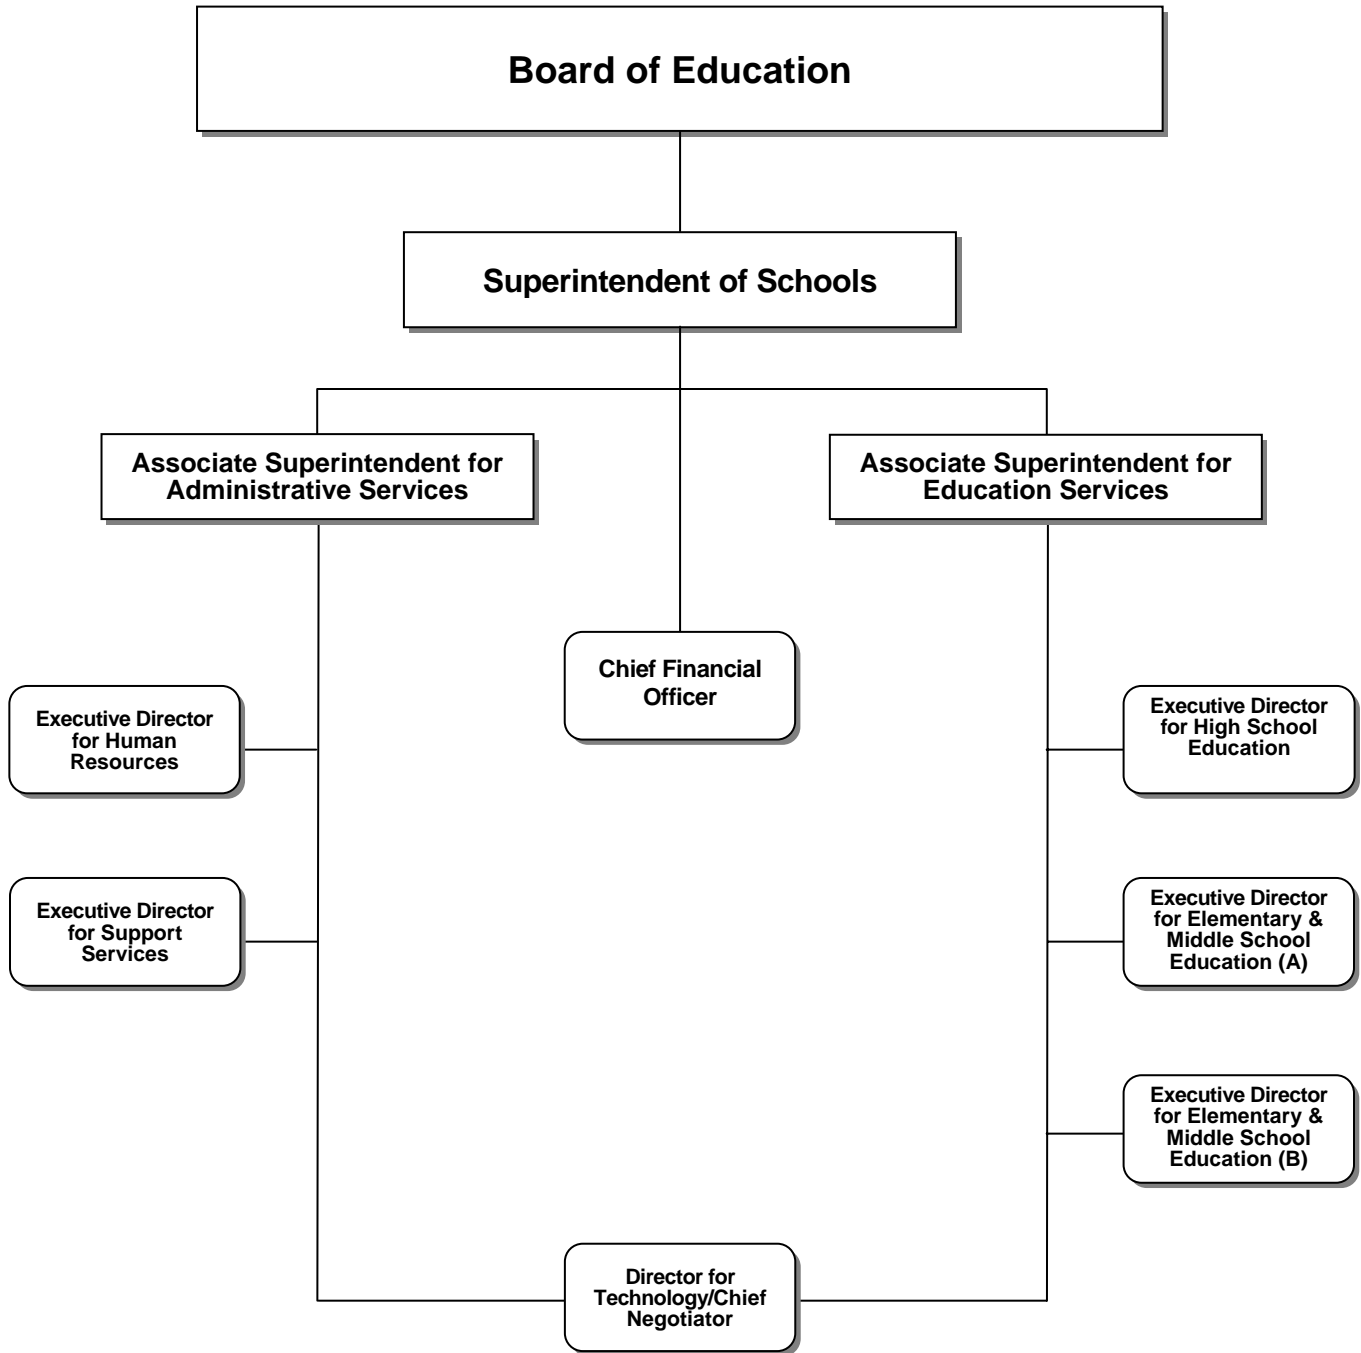 Board of Education
Superintendent of Schools
Associate Superintendent for
Administrative Services
Associate Superintendent for
Education Services
Chief Financial
Officer
Executive Director
for Human
Resources
Executive Director
for High School
Education
Executive Director
for Support
Services
Executive Director
for Elementary &
Middle School
Education (A)
Executive Director
for Elementary &
Middle School
Education (B)
Director for
Technology/Chief
Negotiator